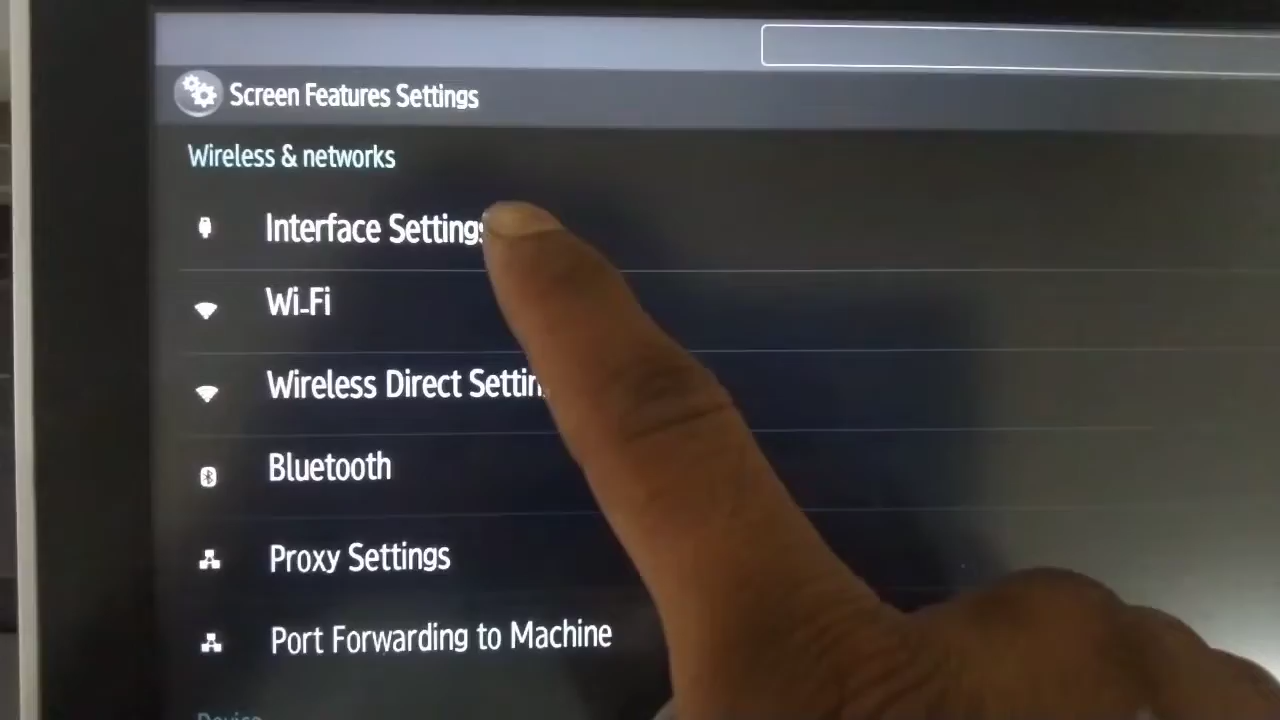 Screen Features Settings
Wireless & networks
Interface Settings
Wi-Fi
Wireless Direct Settin
Bluetooth
Proxy Settings
Port Forwarding to Machine
Device